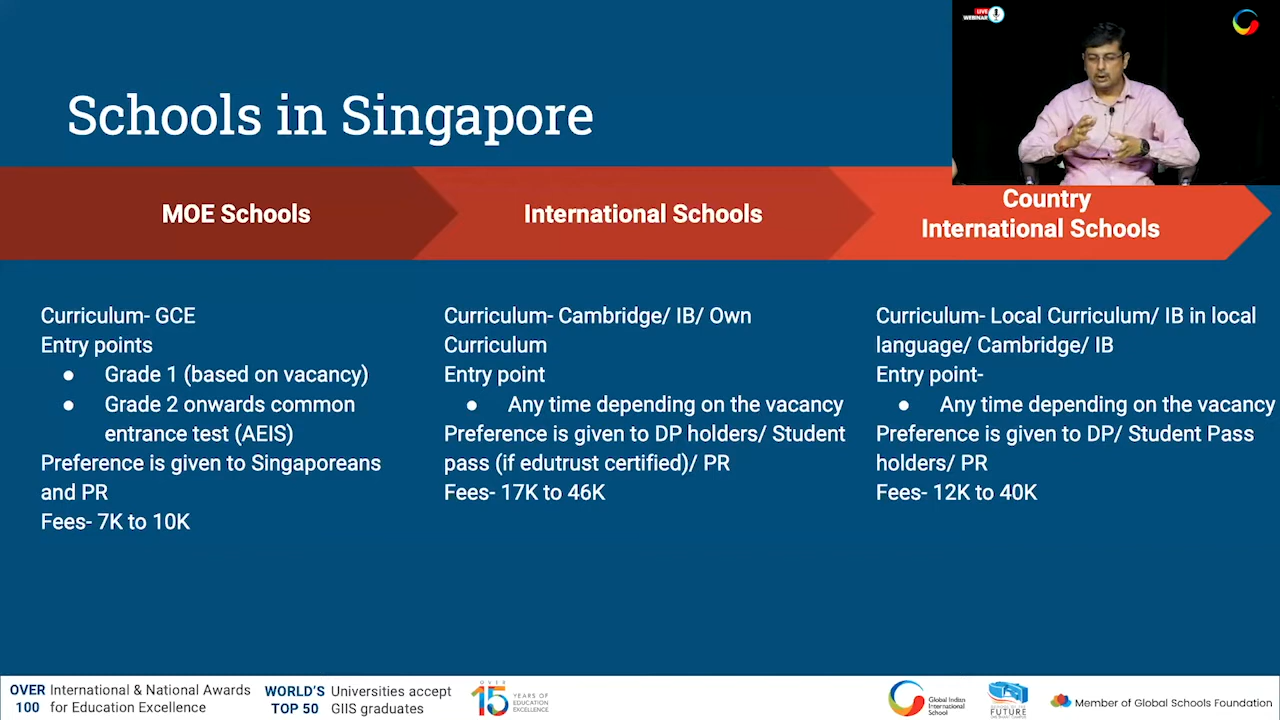 LIVE
WEBINAR
Schools in Singapore
MOE Schools
International Schools
Country
International Schools
Curriculum- GCE
Entry points
● Grade 1 (based on vacancy)
● Grade 2 onwards common
entrance test (AEIS)
Preference is given to Singaporeans
and PR
Fees- 7K to 10K
Curriculum- Cambridge/ IB/ Own
Curriculum
Entry point
● Any time depending on the vacancy
Preference is given to DP holders/ Student
pass (if edutrust certified)/ PR
Fees- 17K to 46K
Curriculum- Local Curriculum/ IB in local
language/ Cambridge/ IB
Entry point-
● Any time depending on the vacancy
Preference is given to DP/ Student Pass
holders/ PR
Fees- 12K to 40K
OVER 100 International & National Awards
for Education Excellence
WORLD'S TOP 50 Universities accept
GIIS graduates
OVER
15 YEARS OF
EDUCATION
EXCELLENCE
Global Indian
International
School
FUTURE
Member of Global Schools Foundation